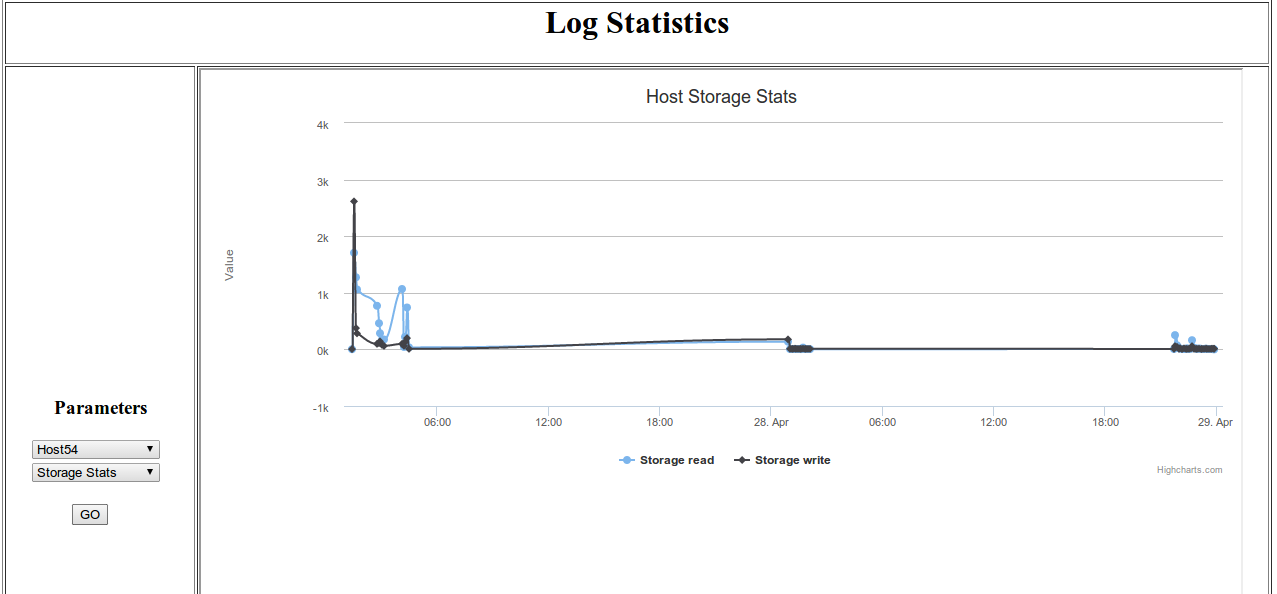 Log Statistics
Host Storage Stats
4k
3k
2k
1k
0k
-1k
Value
06:00 12:00 18:00 28. Apr 06:00 12:00 18:00 29. Apr
Storage read Storage write
Highcharts.com
Parameters
Host54
Storage Stats
GO